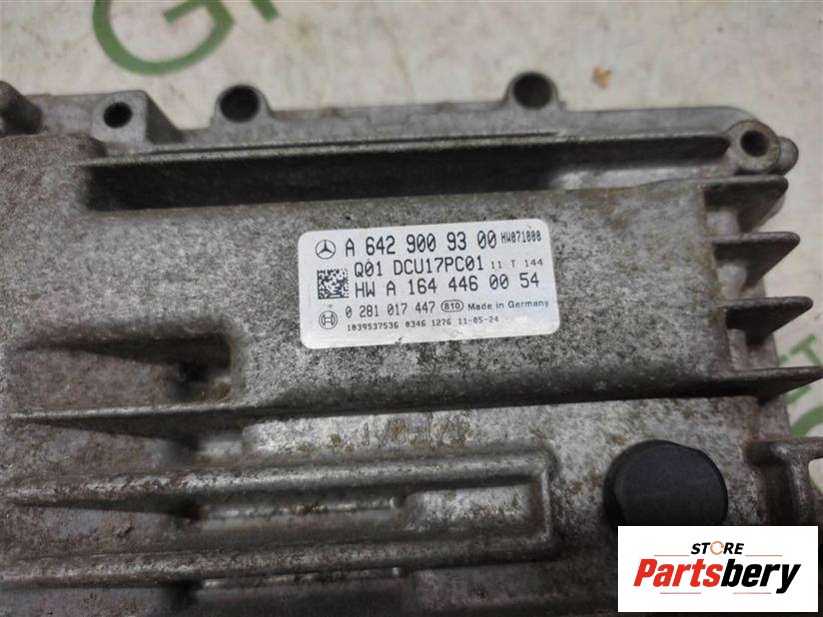 A 642 900 93 00 HW071000
Q01 DCU17PC01 11 T 144
HW A 164 446 00 54
0 281 017 447 810 Made in Germany
1039S37536 0346 1276 11-05-24
STORE
Partsbery